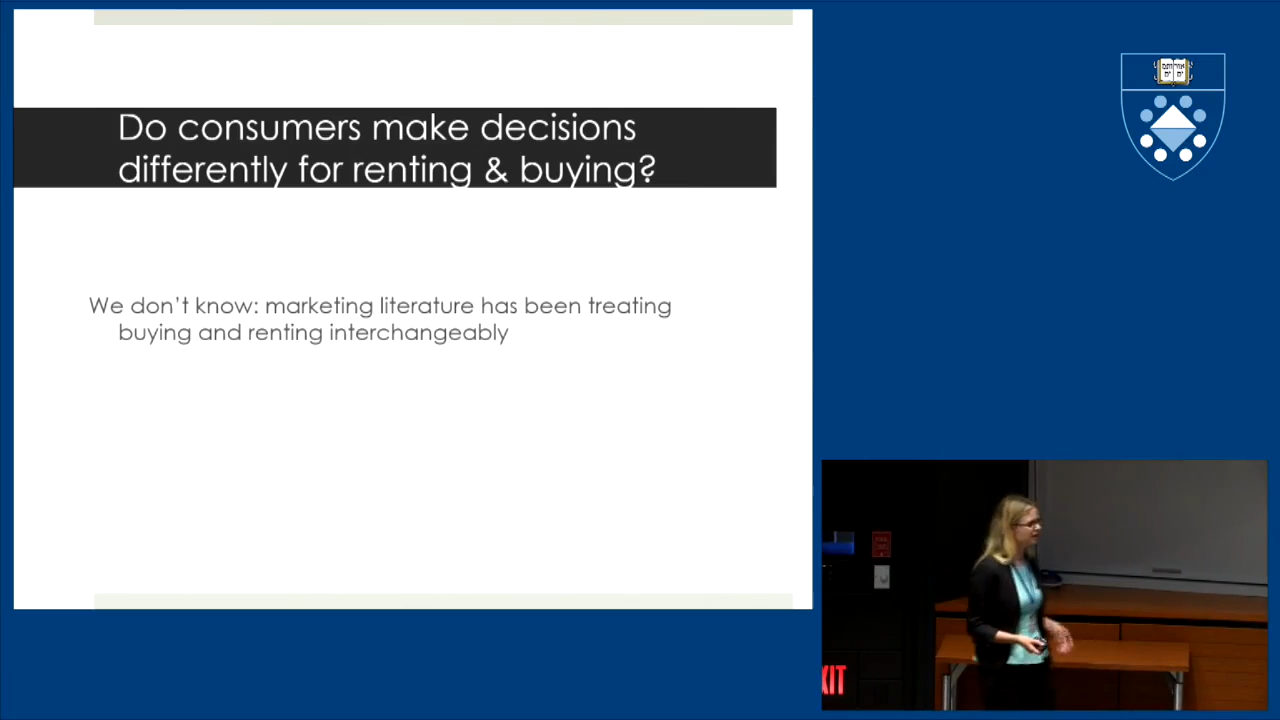 Do consumers make decisions
differently for renting & buying?
We don't know: marketing literature has been treating
buying and renting interchangeably
XIT